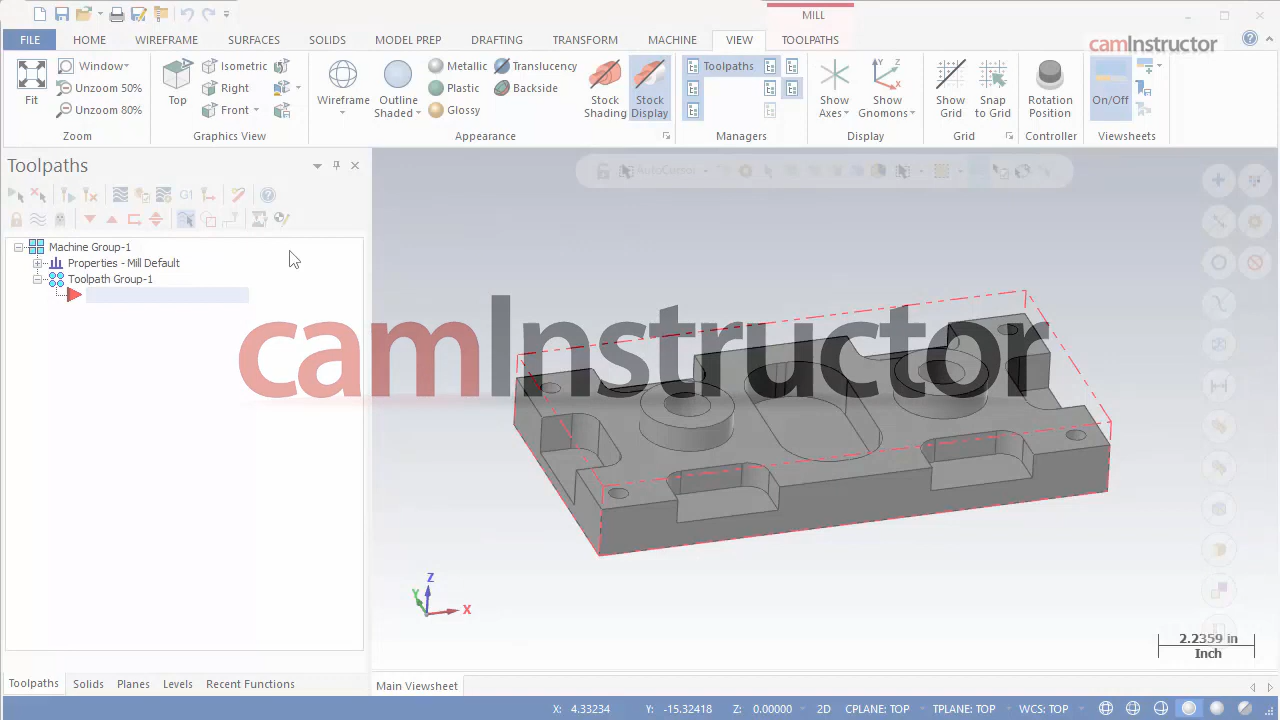 MILL
FILE HOME WIREFRAME SURFACES SOLIDS MODEL PREP DRAFTING TRANSFORM MACHINE VIEW TOOLPATHS
camInstructor
Fit
Window
Unzoom 50%
Unzoom 80%
Zoom
Top
Isometric
Right
Front
Graphics View
Wireframe
Outline
Shaded
Metallic
Plastic
Glossy
Translucency
Backside
Appearance
Stock
Shading
Stock
Display
Toolpaths
Managers
Show
Axes
Show
Gnomons
Display
Show
Grid
Snap
to Grid
Grid
Rotation
Position
Controller
On/Off
Viewsheets
Toolpaths
G1
AutoCursor
Machine Group-1
Properties - Mill Default
Toolpath Group-1
camInstructor
Z
Y
X
2.2359 in
Inch
Toolpaths Solids Planes Levels Recent Functions
Main Viewsheet
X: 4.33234 Y: -15.32418 Z: 0.00000 2D CPLANE: TOP TPLANE: TOP WCS: TOP